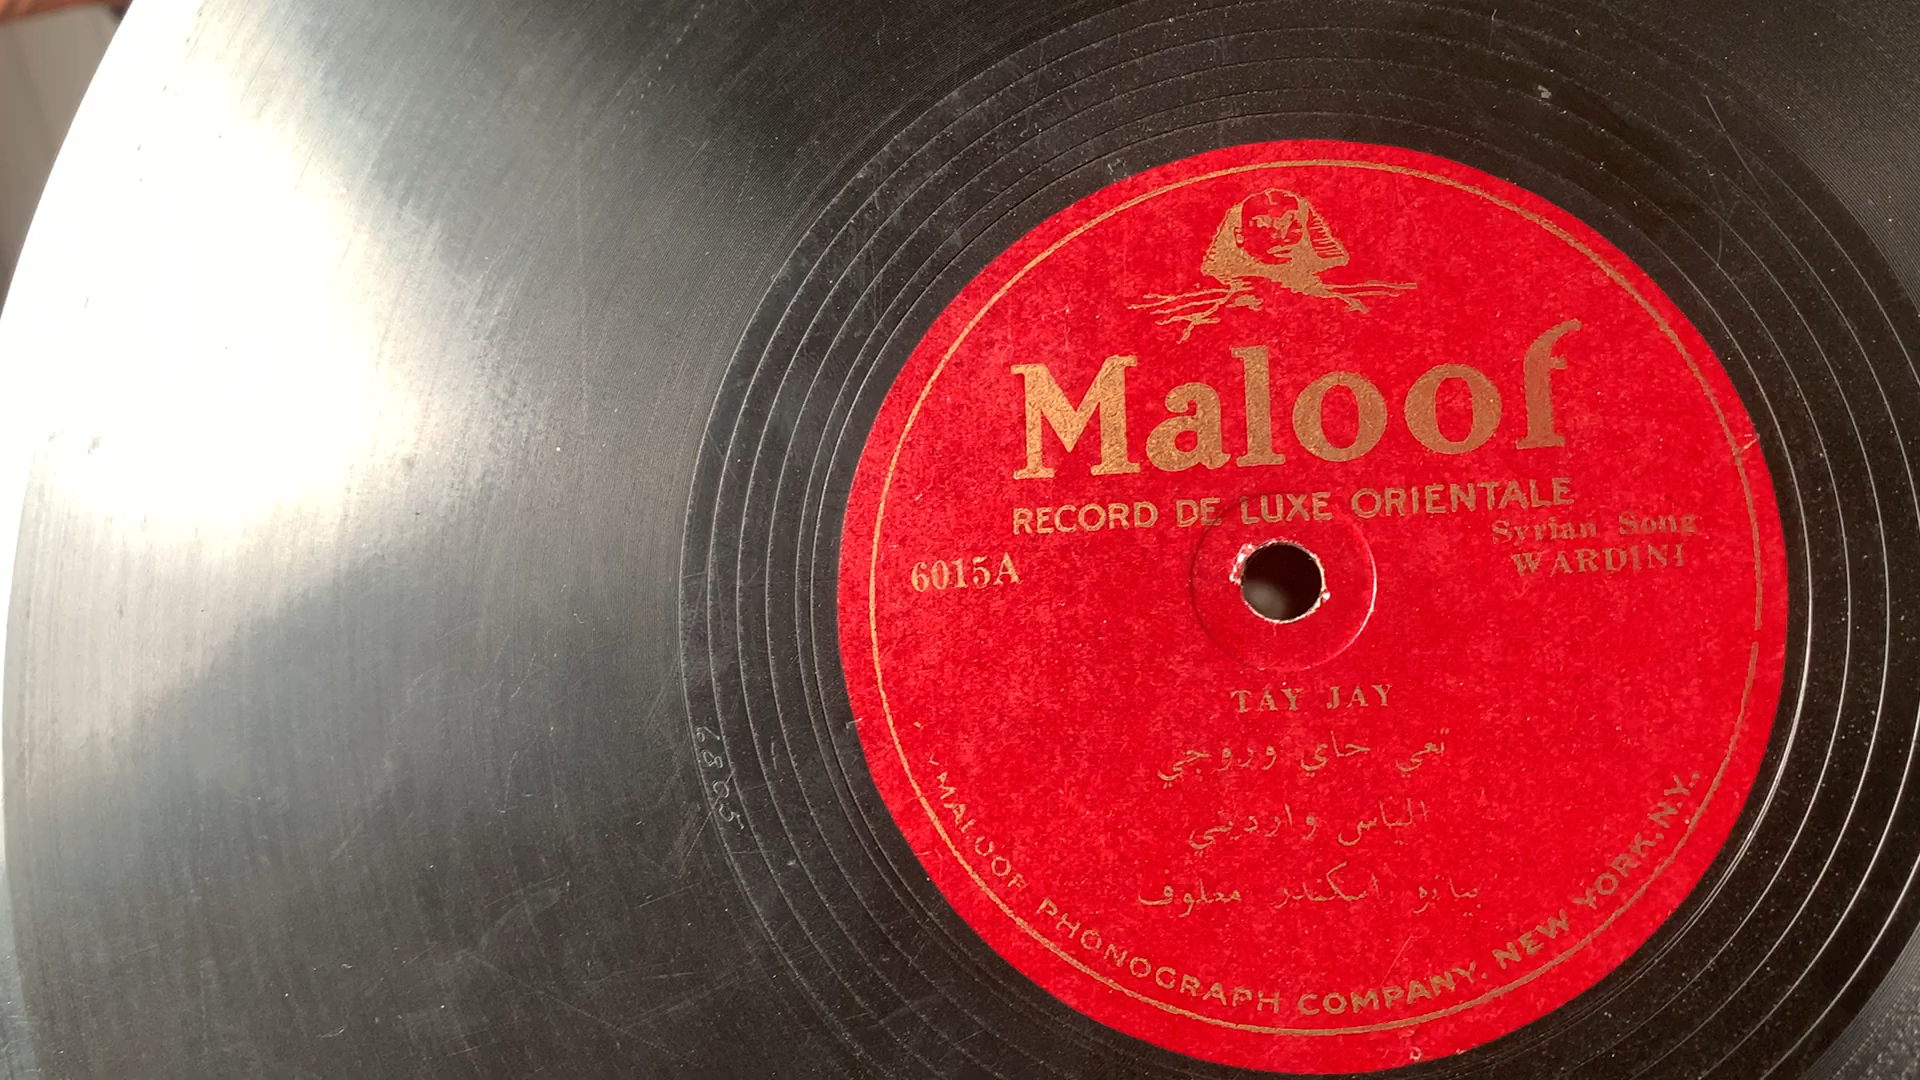 Maloof
RECORD DE LUXE ORIENTALE
Syrian Song
6015A
WARDINI
TAY JAY
تعي جاي وروجي
الياس وارديني
بيانو اسكندر معلوف
MALOOF PHONOGRAPH COMPANY. NEW YORK, N.Y.
6805